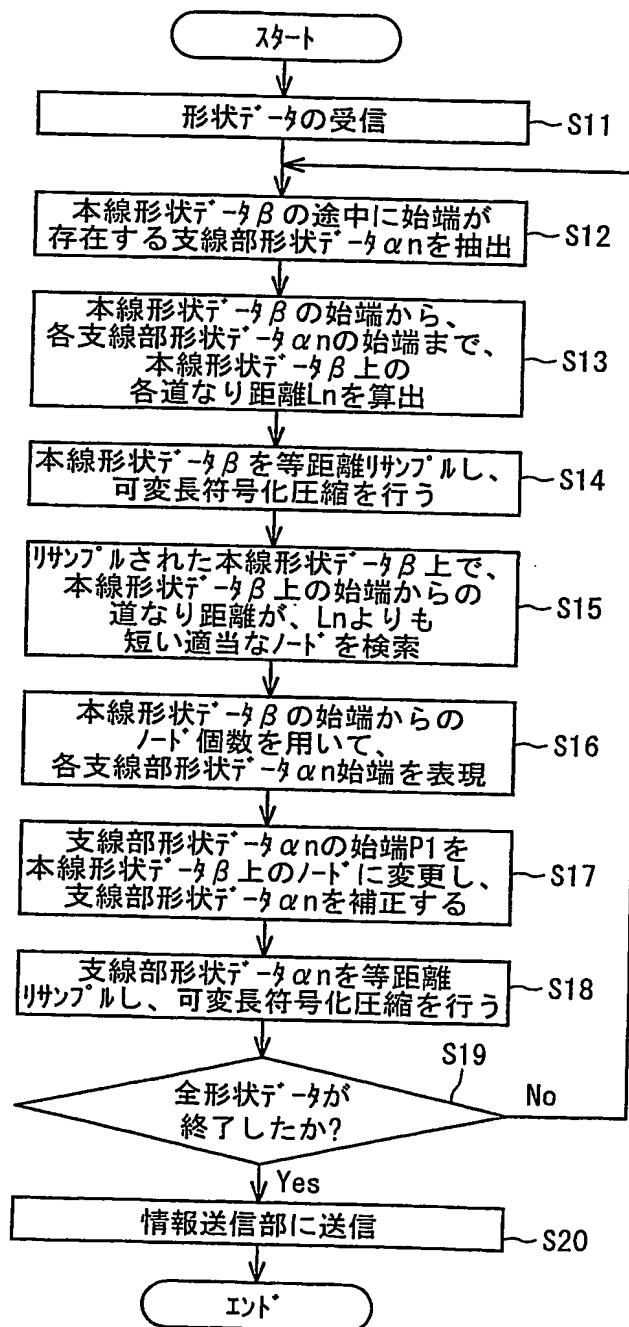 スタート
形状ﾃﾞｰﾀの受信
S11
本線形状ﾃﾞｰﾀβの途中に始端が
存在する支線部形状ﾃﾞｰﾀαnを抽出
S12
本線形状ﾃﾞｰﾀβの始端から、
各支線部形状ﾃﾞｰﾀαnの始端まで、
本線形状ﾃﾞｰﾀβ上の
各道なり距離Lnを算出
S13
本線形状ﾃﾞｰﾀβを等距離ﾘｻﾝﾌﾟﾙし、
可変長符号化圧縮を行う
S14
ﾘｻﾝﾌﾟﾙされた本線形状ﾃﾞｰﾀβ上で、
本線形状ﾃﾞｰﾀβ上の始端からの
道なり距離が、Lnよりも
短い適当なﾉｰﾄﾞを検索
S15
本線形状ﾃﾞｰﾀβの始端からの
ﾉｰﾄﾞ個数を用いて、
各支線部形状ﾃﾞｰﾀαn始端を表現
S16
支線部形状ﾃﾞｰﾀαnの始端P1を
本線形状ﾃﾞｰﾀβ上のﾉｰﾄﾞに変更し、
支線部形状ﾃﾞｰﾀαnを補正する
S17
支線部形状ﾃﾞｰﾀαnを等距離
ﾘｻﾝﾌﾟﾙし、可変長符号化圧縮を行う
S18
S19
全形状ﾃﾞｰﾀが
終了したか?
No
Yes
情報送信部に送信
S20
エンド